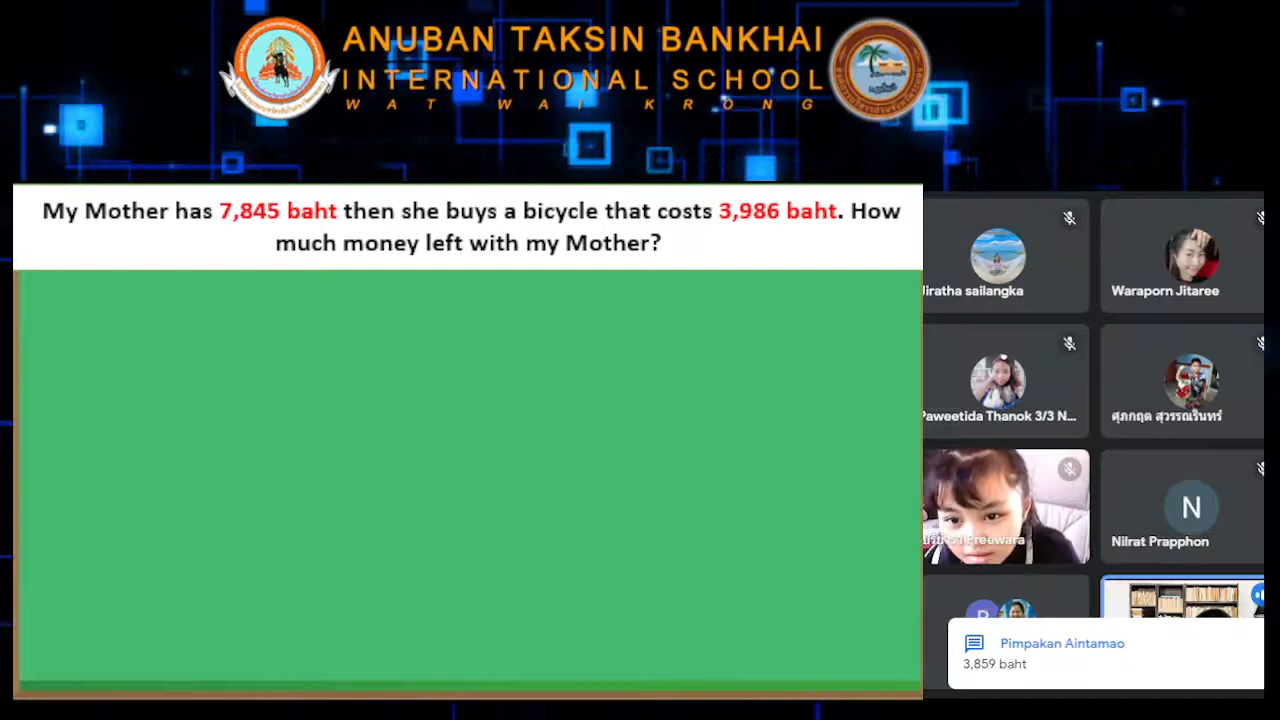 ANUBAN TAKSIN BANKHAI
INTERNATIONAL SCHOOL
WAT WAI KRONG
My Mother has 7,845 baht then she buys a bicycle that costs 3,986 baht. How
much money left with my Mother?
Jiratha sailangka
Waraporn Jitaree
Paweetida Thanok 3/3 N...
ศุภกฤต สุวรรณรินทร์
Preewara
N
Nilrat Prapphon
Pimpakan Aintamao
3,859 baht